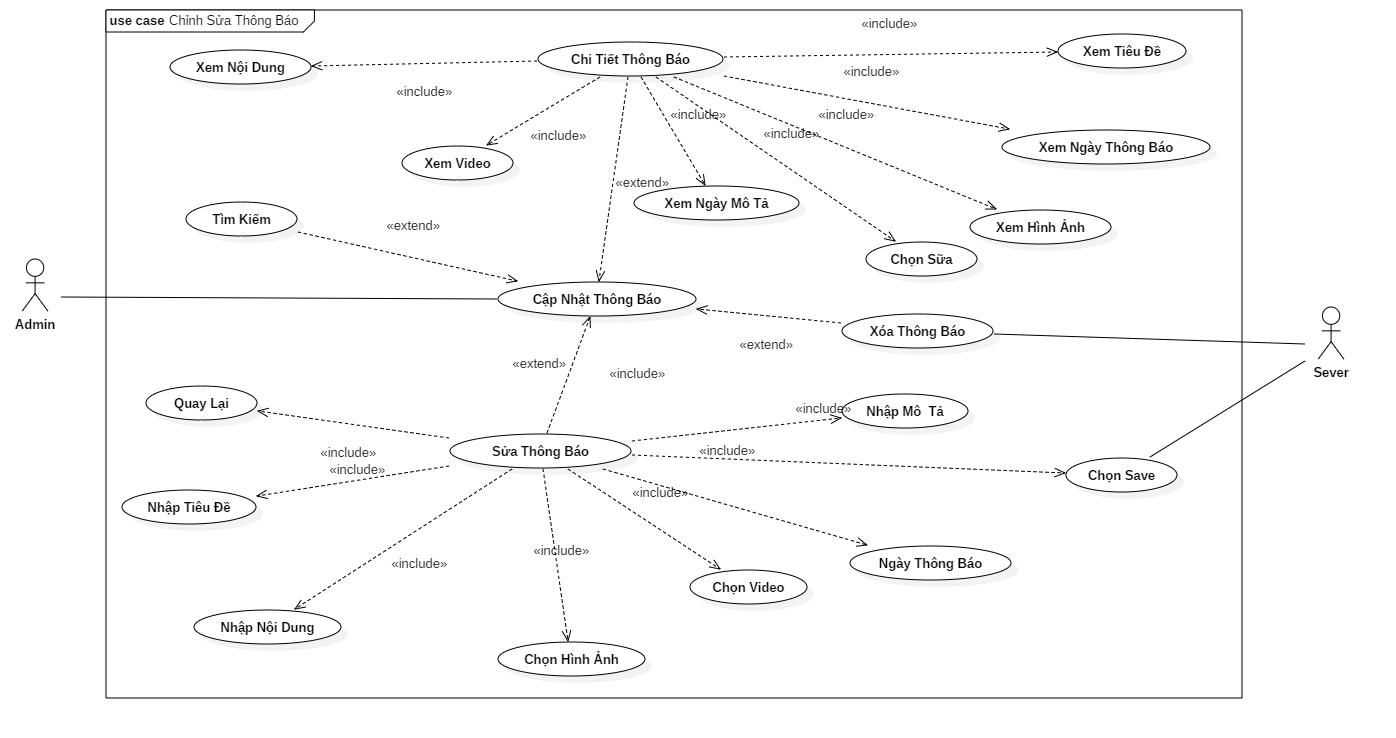 use case Chỉnh Sửa Thông Báo
«include»
Chi Tiết Thông Báo
Xem Tiêu Đề
Xem Nội Dung
«include»
«include»
«include»
«include»
«include»
«include»
Xem Ngày Thông Báo
Xem Video
«extend»
Xem Ngày Mô Tả
Tìm Kiếm
«extend»
Xem Hình Ảnh
Chọn Sữa
Cập Nhật Thông Báo
Admin
Xóa Thông Báo
«extend»
Sever
«extend»
«include»
Quay Lại
«include»
Nhập Mô  Tả
Sửa Thông Báo
«include»
«include»
«include»
Chọn Save
«include»
Nhập Tiêu Đề
«include»
«include»
Ngày Thông Báo
Chọn Video
Nhập Nội Dung
Chọn Hình Ảnh